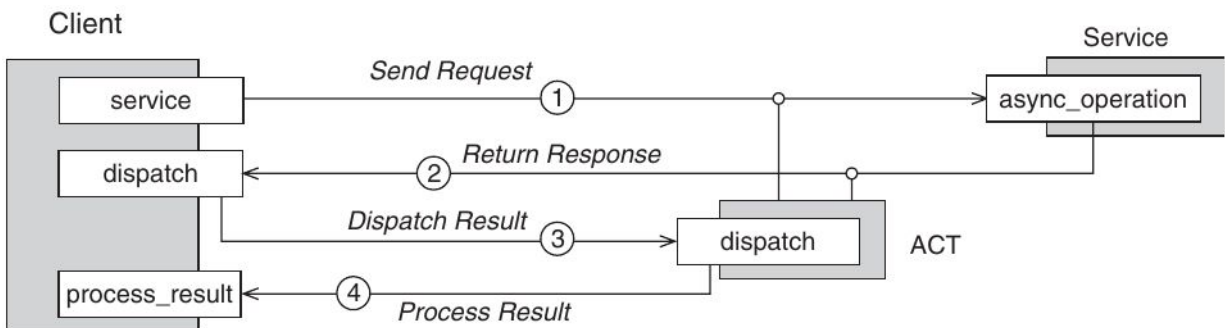 Client
Service
Send Request
service
1
async_operation
Return Response
dispatch
2
Dispatch Result
3
dispatch
ACT
process_result
4
Process Result